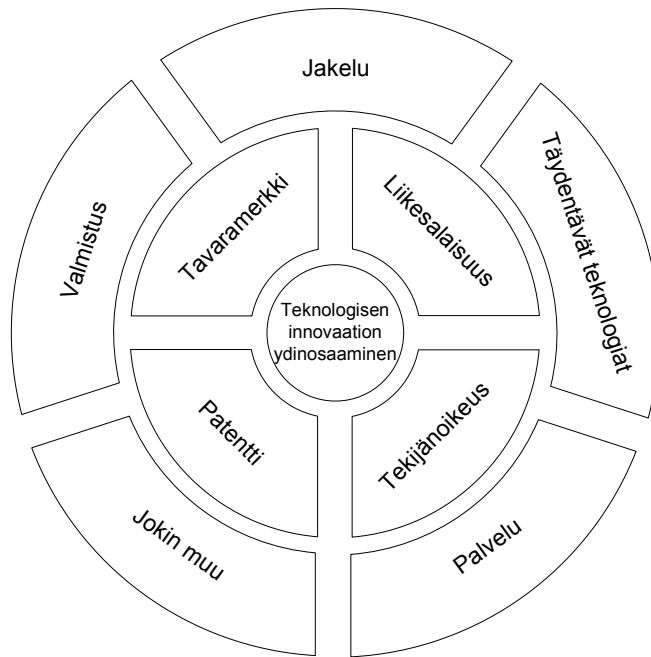 Jakelu
Valmistus
Täydentävät teknologiat
Tavaramerkki
Liikesalaisuus
Teknologisen
innovaation
ydinosaaminen
Patentti
Tekijänoikeus
Jokin muu
Palvelu